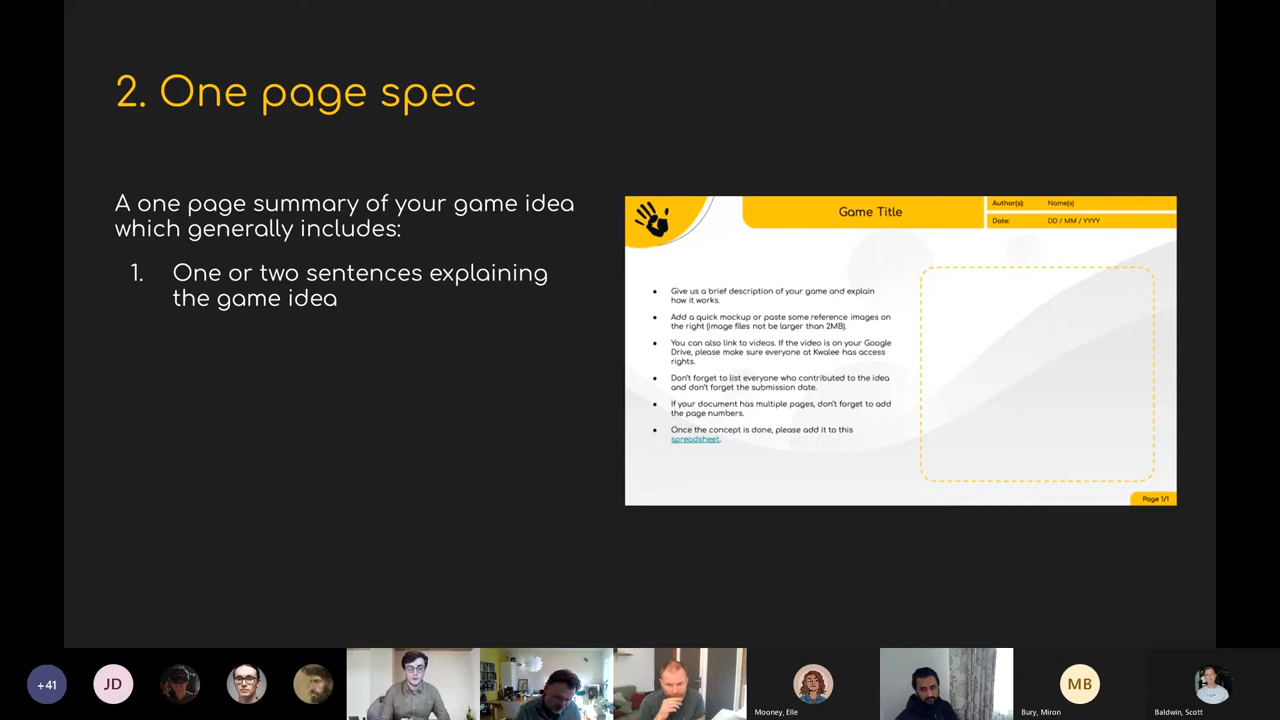 2. One page spec
A one page summary of your game idea
which generally includes:
1. One or two sentences explaining
the game idea
Game Title
Author(s): Name(s)
Date: DD / MM / YYYY
● Give us a brief description of your game and explain
how it works.
● Add a quick mockup or paste some reference images on
the right (image files not be larger than 2MB).
● You can also link to videos. If the video is on your Google
Drive, please make sure everyone at Kwalee has access
rights.
● Don't forget to list everyone who contributed to the idea
and don't forget the submission date.
● If your document has multiple pages, don't forget to add
the page numbers.
● Once the concept is done, please add it to this
spreadsheet.
Page 1/1
+41
JD
Mooney, Elle
MB
Bury, Miron
Baldwin, Scott